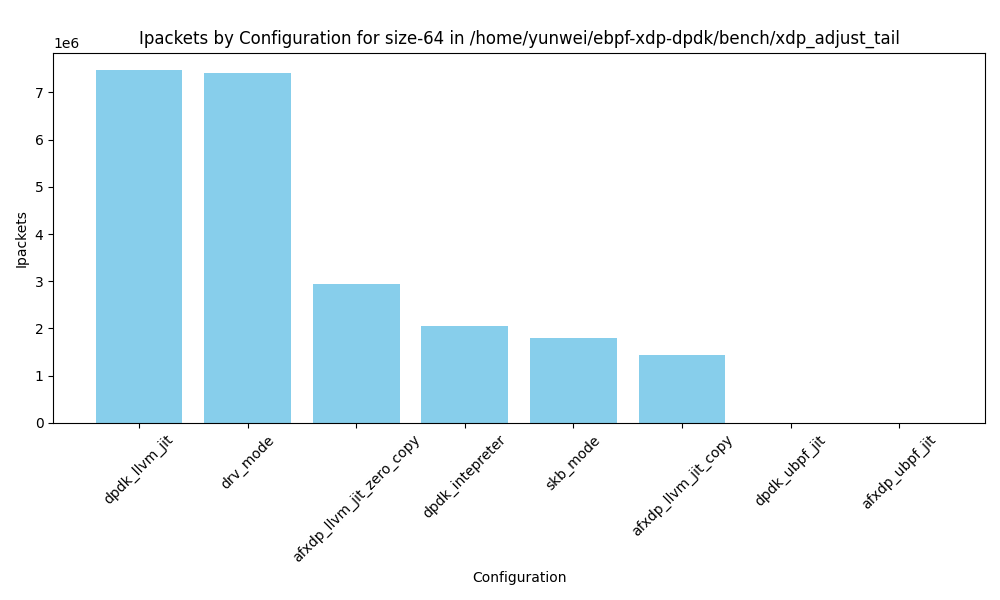 Ipackets by Configuration for size-64 in /home/yunwei/ebpf-xdp-dpdk/bench/xdp_adjust_tail
1e6
7
6
5
4
3
2
1
0
Ipackets
dpdk_llvm_jit
drv_mode
afxdp_llvm_jit_zero_copy
dpdk_intepreter
skb_mode
afxdp_llvm_jit_copy
dpdk_ubpf_jit
afxdp_ubpf_jit
Configuration